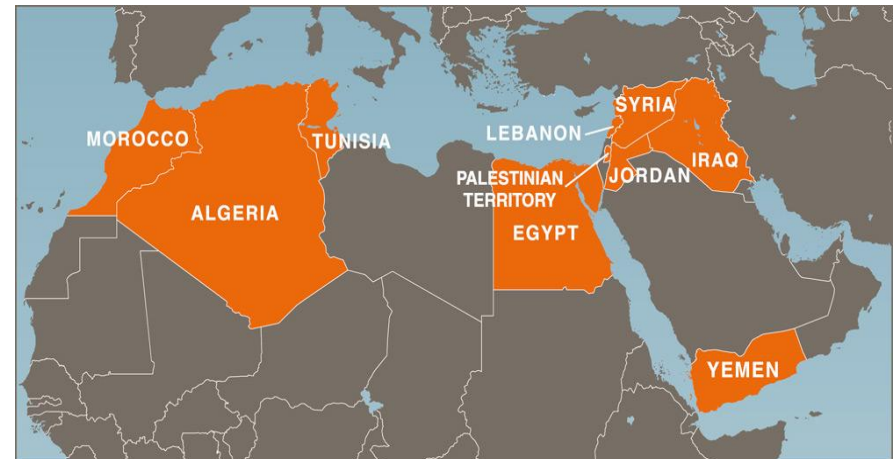 SYRIA
MOROCCO
TUNISIA
LEBANON
IRAQ
PALESTINIAN
TERRITORY
JORDAN
ALGERIA
EGYPT
YEMEN